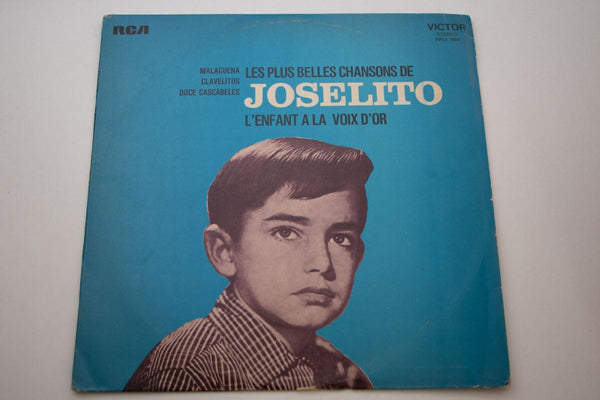 RCA
VICTOR
STEREO
MALAGUENA
CLAVELITOS
DOCE CASCABELES
LES PLUS BELLES CHANSONS DE
JOSELITO
L'ENFANT A LA VOIX D'OR